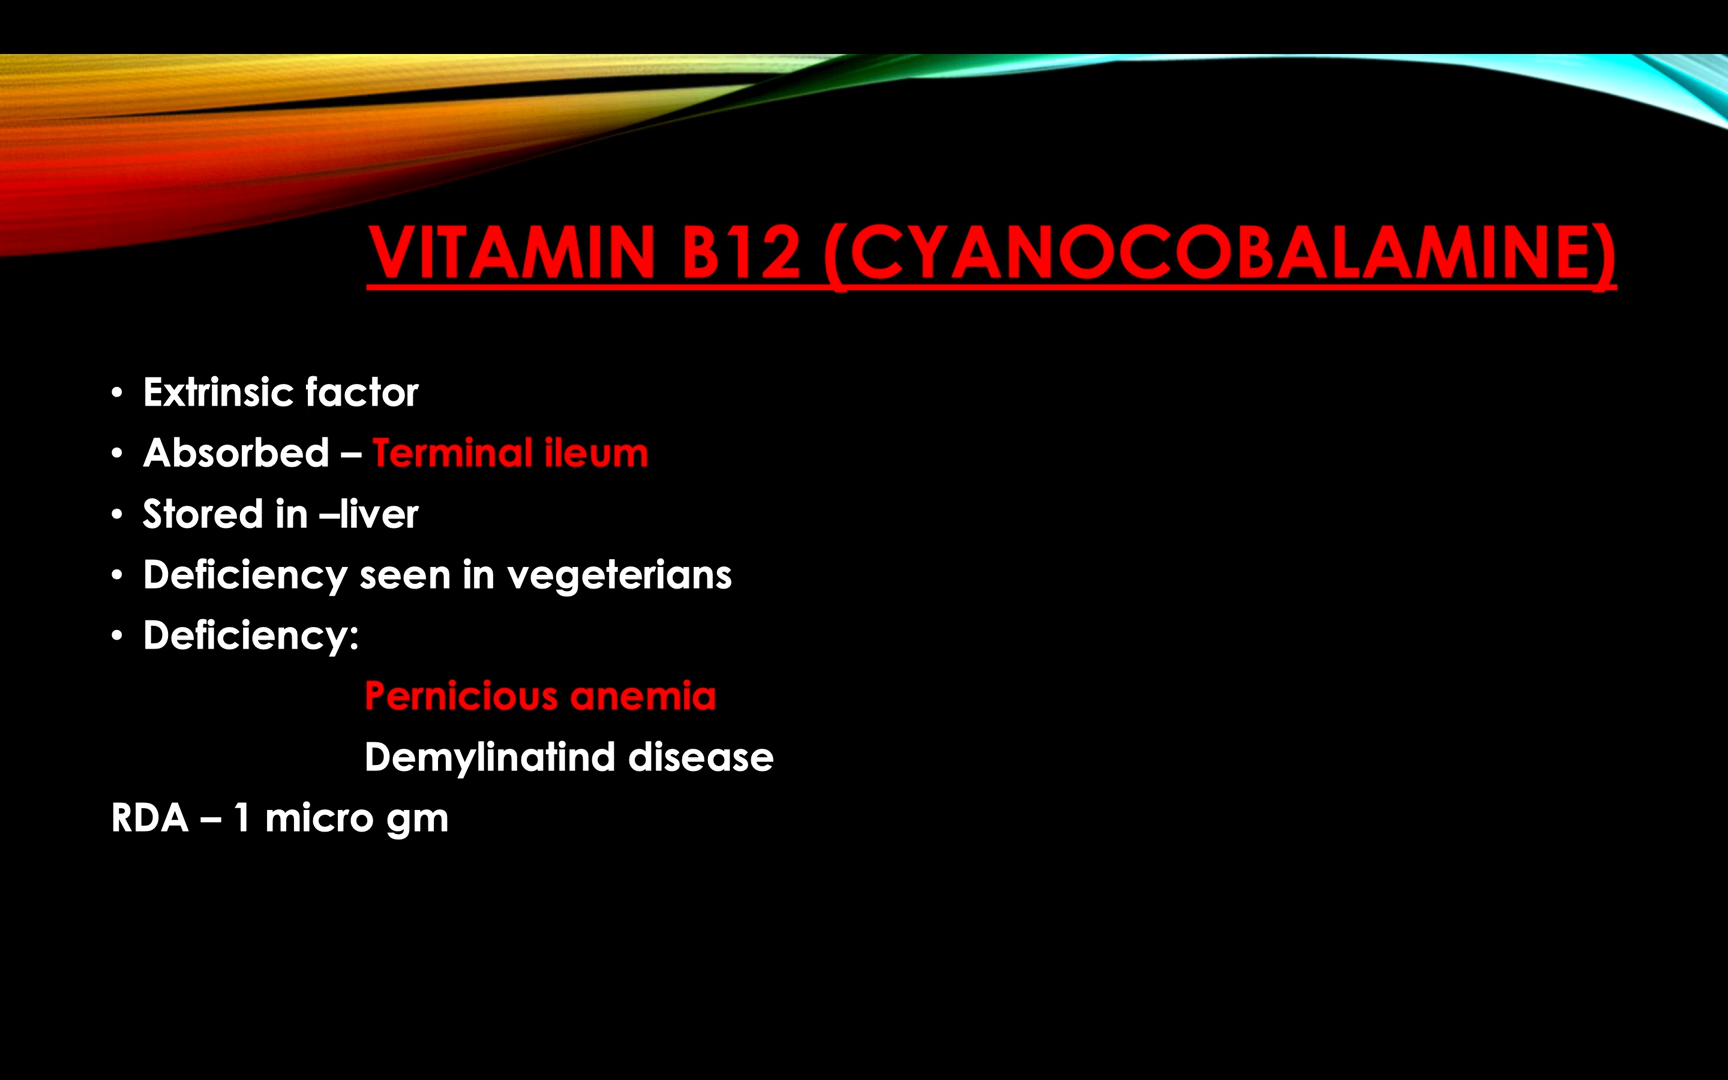 VITAMIN B12 (CYANOCOBALAMINE)
• Extrinsic factor
• Absorbed – Terminal ileum
• Stored in –liver
• Deficiency seen in vegeterians
• Deficiency:
Pernicious anemia
Demylinatind disease
RDA – 1 micro gm